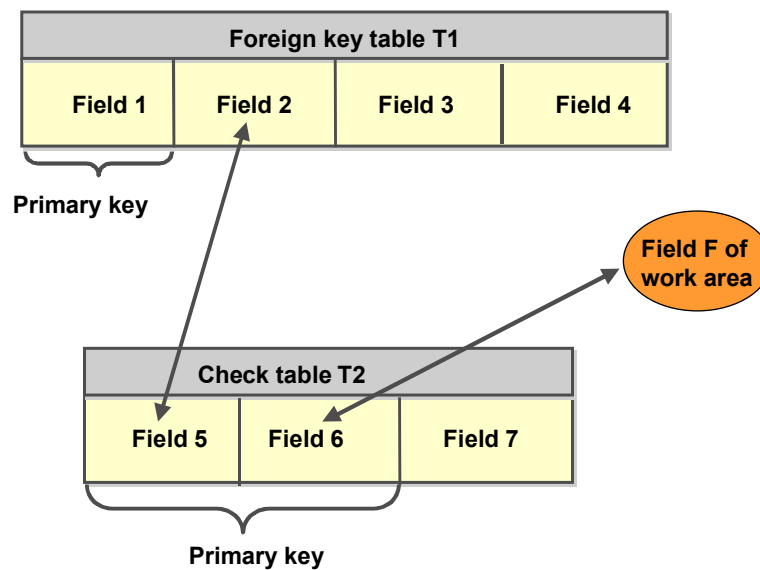 Foreign key table T1
Field 1
Field 2
Field 3
Field 4
Primary key
Field F of
work area
Check table T2
Field 5
Field 6
Field 7
Primary key